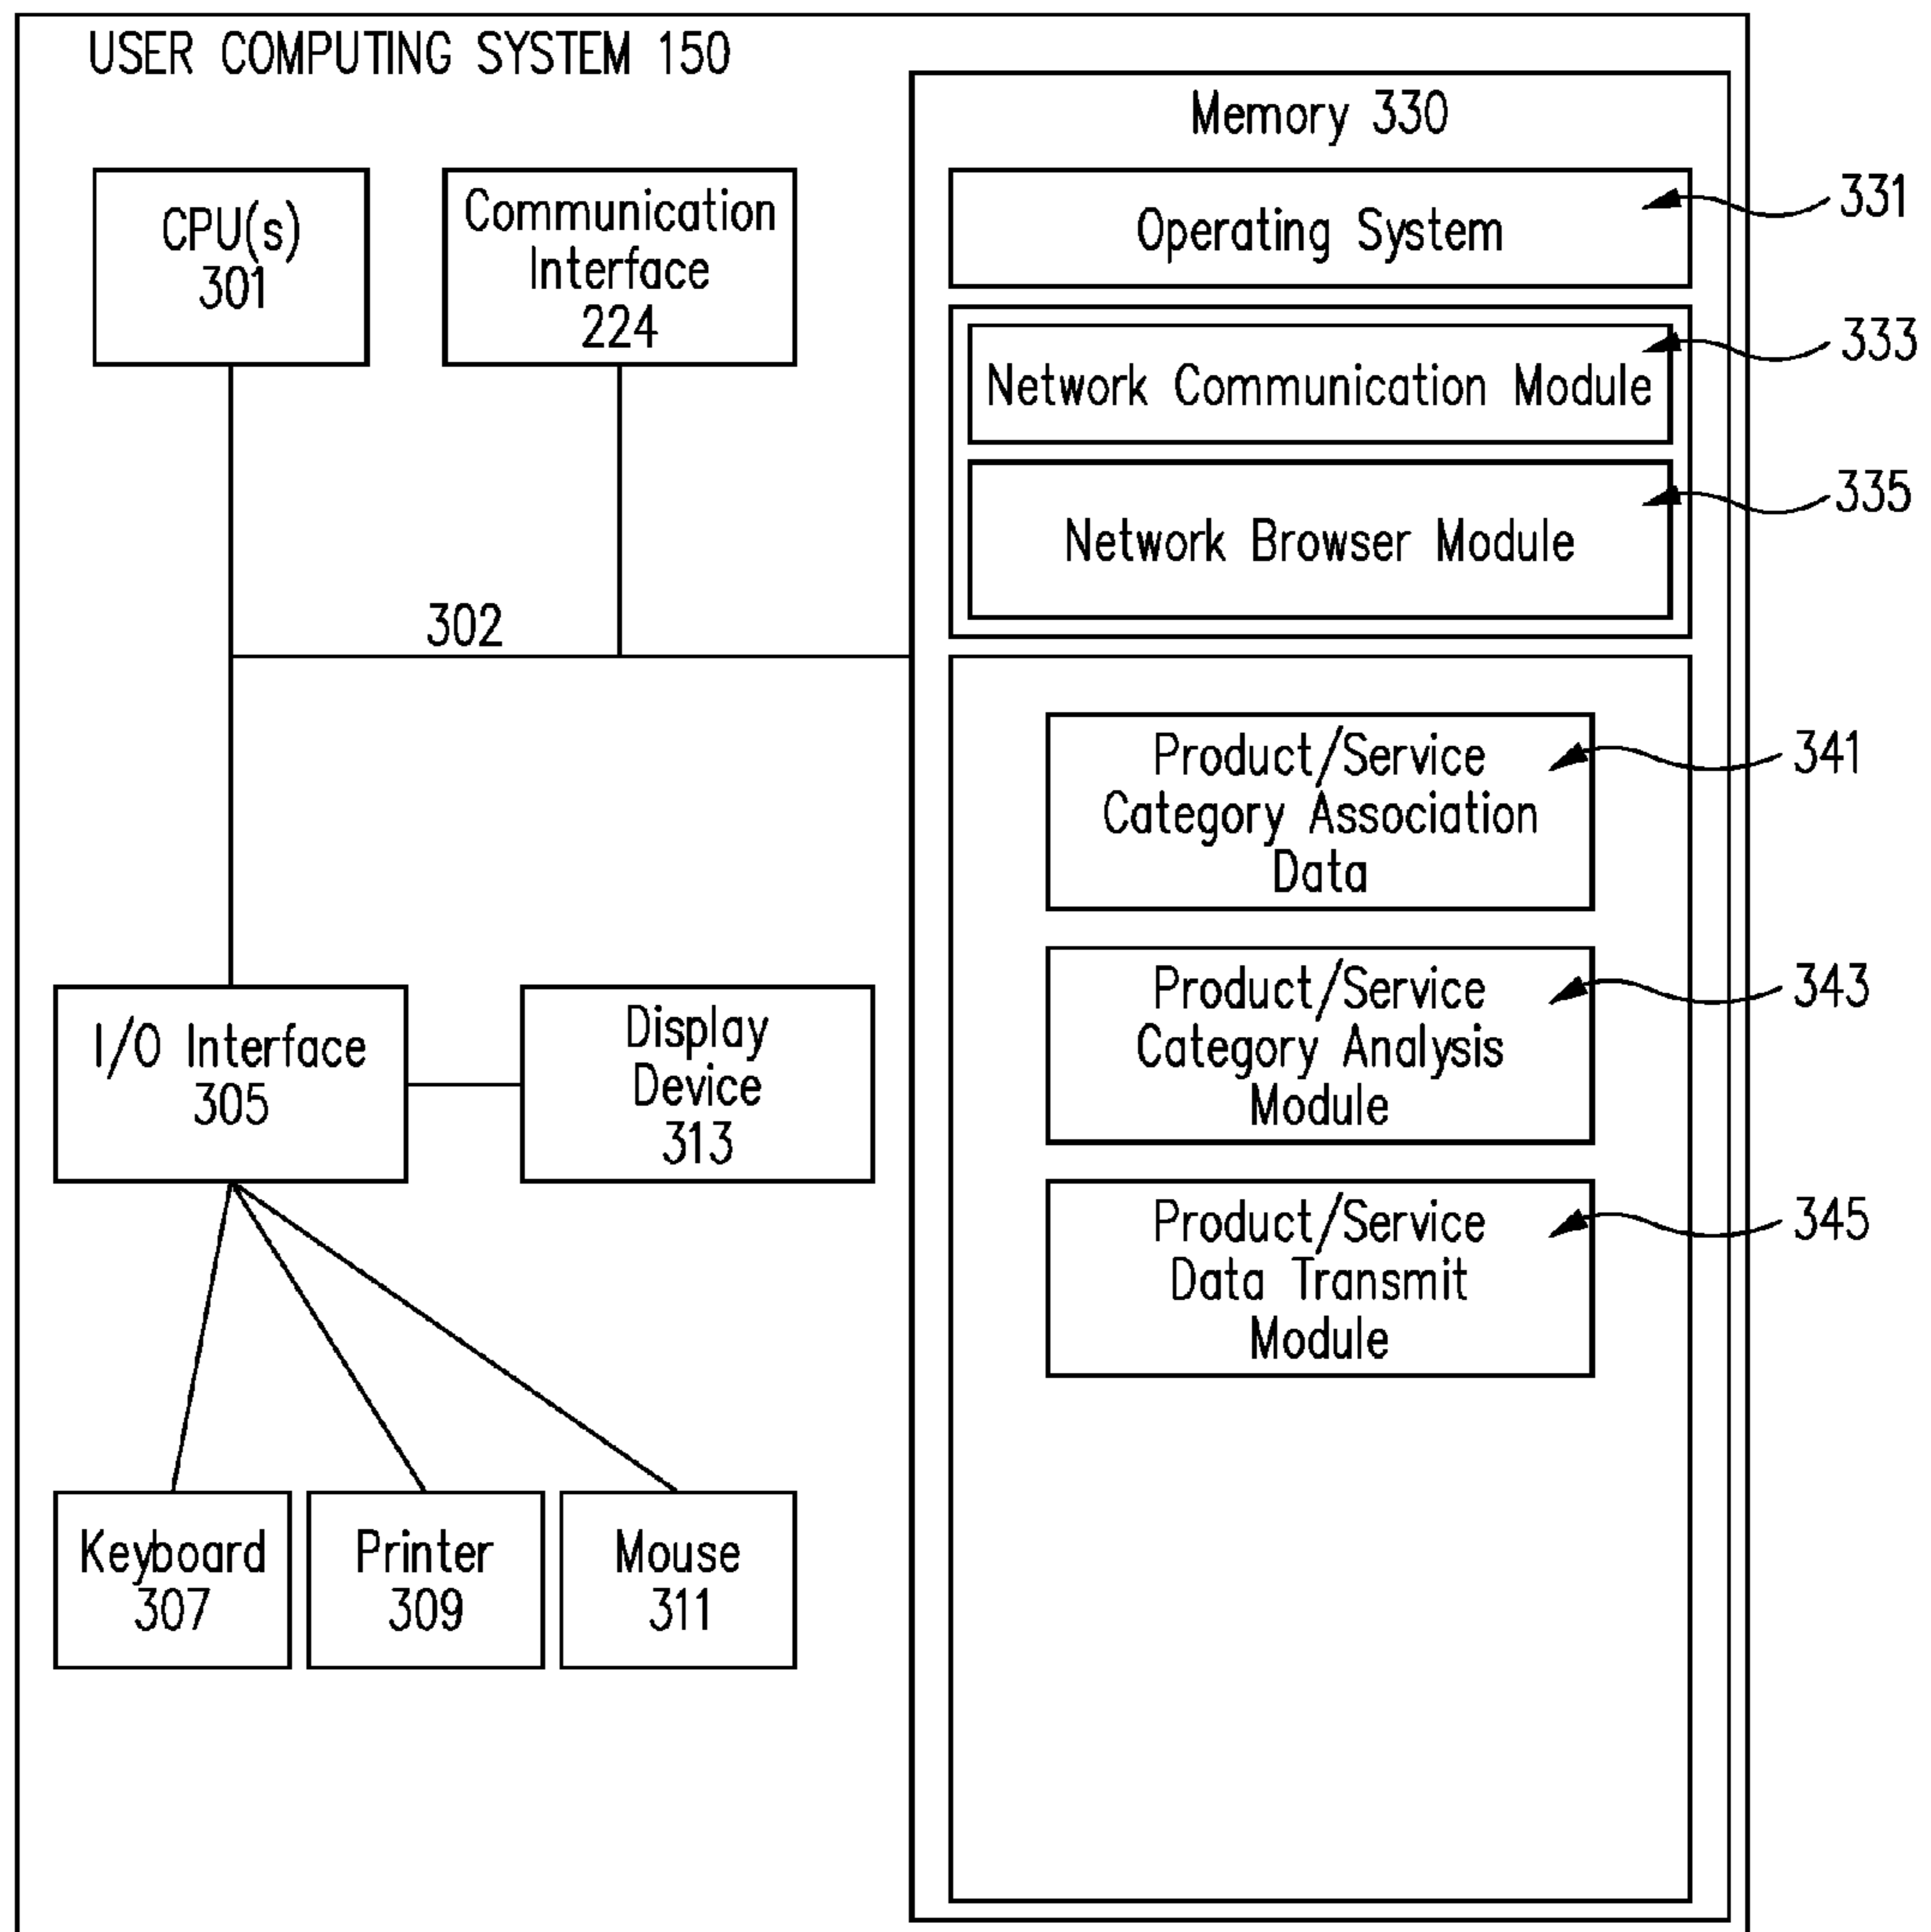 USER COMPUTING SYSTEM 150
CPU(s)
301
Communication
Interface
224
302
I/O Interface
305
Display
Device
313
Keyboard
307
Printer
309
Mouse
311
Memory 330
Operating System
331
Network Communication Module
333
Network Browser Module
335
Product/Service
Category Association
Data
341
Product/Service
Category Analysis
Module
343
Product/Service
Data Transmit
Module
345